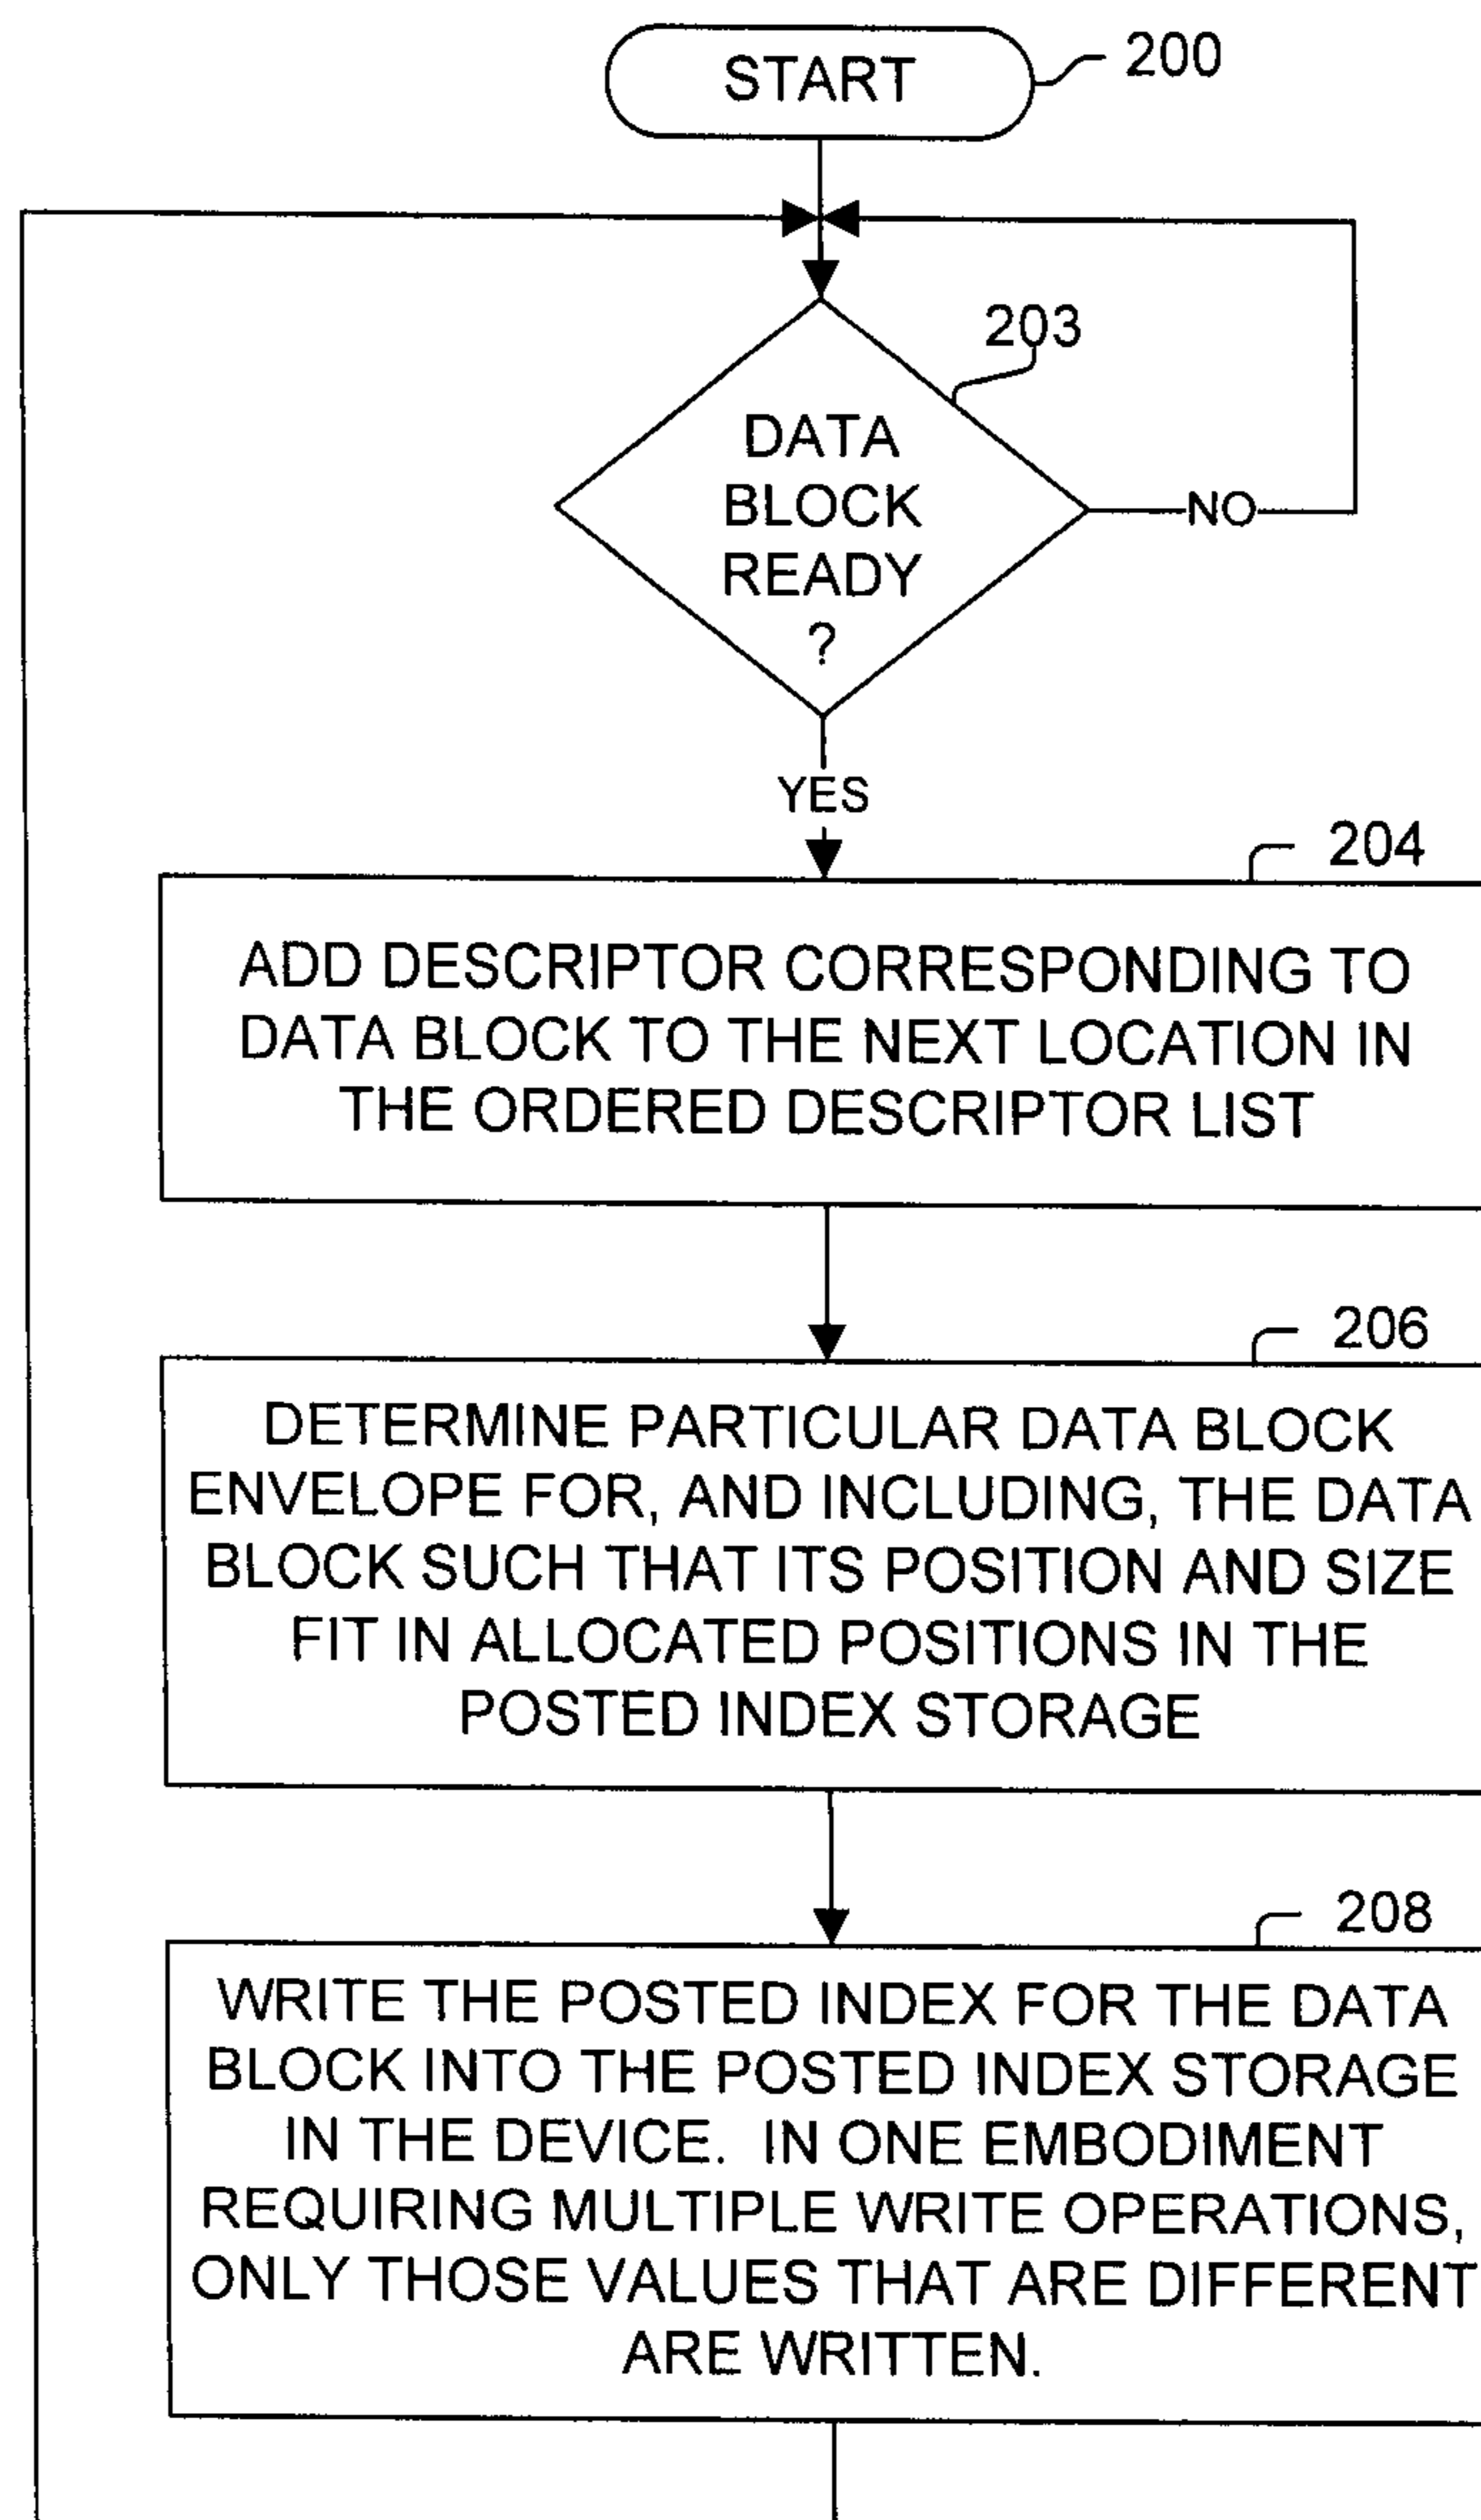 START
200
203
DATA
BLOCK
READY
?
NO
YES
204
ADD DESCRIPTOR CORRESPONDING TO
DATA BLOCK TO THE NEXT LOCATION IN
THE ORDERED DESCRIPTOR LIST
206
DETERMINE PARTICULAR DATA BLOCK
ENVELOPE FOR, AND INCLUDING, THE DATA
BLOCK SUCH THAT ITS POSITION AND SIZE
FIT IN ALLOCATED POSITIONS IN THE
POSTED INDEX STORAGE
208
WRITE THE POSTED INDEX FOR THE DATA
BLOCK INTO THE POSTED INDEX STORAGE
IN THE DEVICE. IN ONE EMBODIMENT
REQUIRING MULTIPLE WRITE OPERATIONS,
ONLY THOSE VALUES THAT ARE DIFFERENT
ARE WRITTEN.